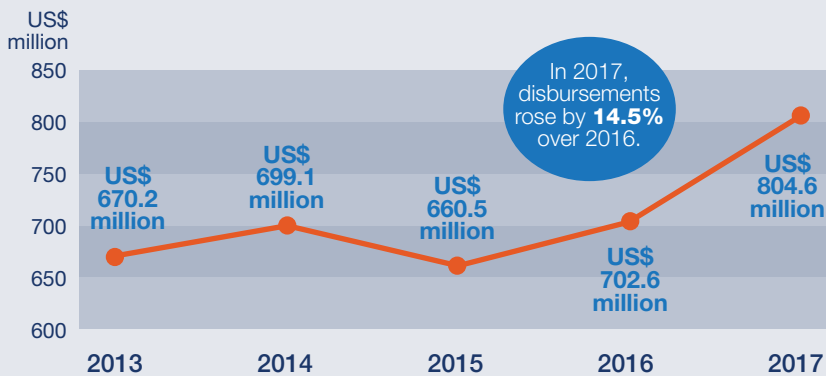 US$
million
850
800
750
700
650
600
US$
670.2
million
US$
699.1
million
US$
660.5
million
US$
702.6
million
US$
804.6
million
In 2017,
disbursements
rose by 14.5%
over 2016.
2013
2014
2015
2016
2017